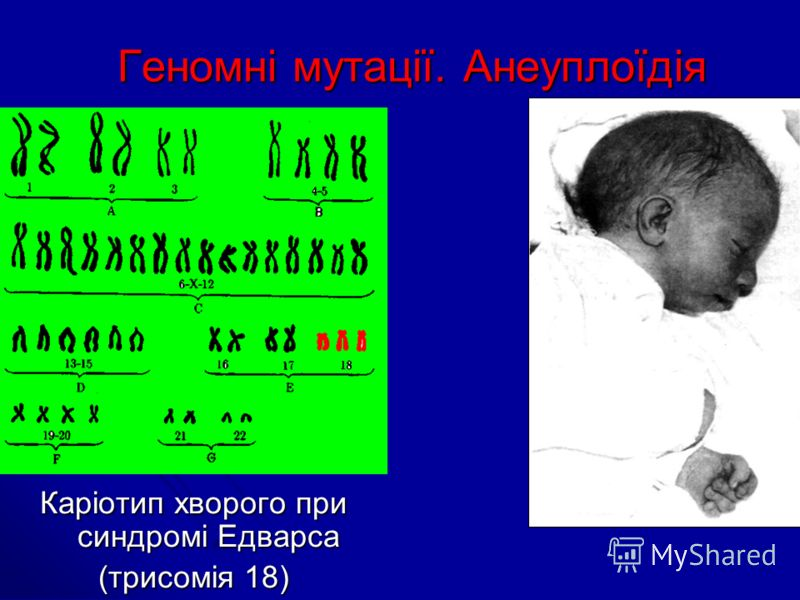 Геномні мутації. Анеуплоїдія
1 2 3
A
4-5
B
6-X-12
C
13-15
D
16 17 18
E
19-20
F
21 22
G
Каріотип хворого при
синдромі Едварса
(трисомія 18)
MyShared